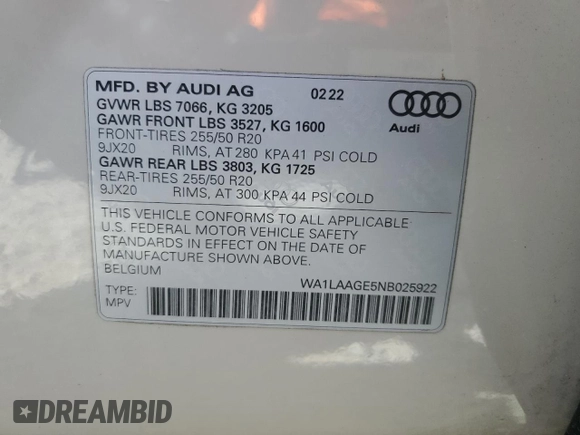 MFD. BY AUDI AG 02 22
GVWR LBS 7066, KG 3205
GAWR FRONT LBS 3527, KG 1600
FRONT-TIRES 255/50 R20
9JX20 RIMS, AT 280 KPA 41 PSI COLD
GAWR REAR LBS 3803, KG 1725
REAR-TIRES 255/50 R20
9JX20 RIMS, AT 300 KPA 44 PSI COLD
Audi
THIS VEHICLE CONFORMS TO ALL APPLICABLE
U.S. FEDERAL MOTOR VEHICLE SAFETY
STANDARDS IN EFFECT ON THE DATE OF
MANUFACTURE SHOWN ABOVE.
BELGIUM WA1LAAGE5NB025922
TYPE:
MPV
DREAMBID